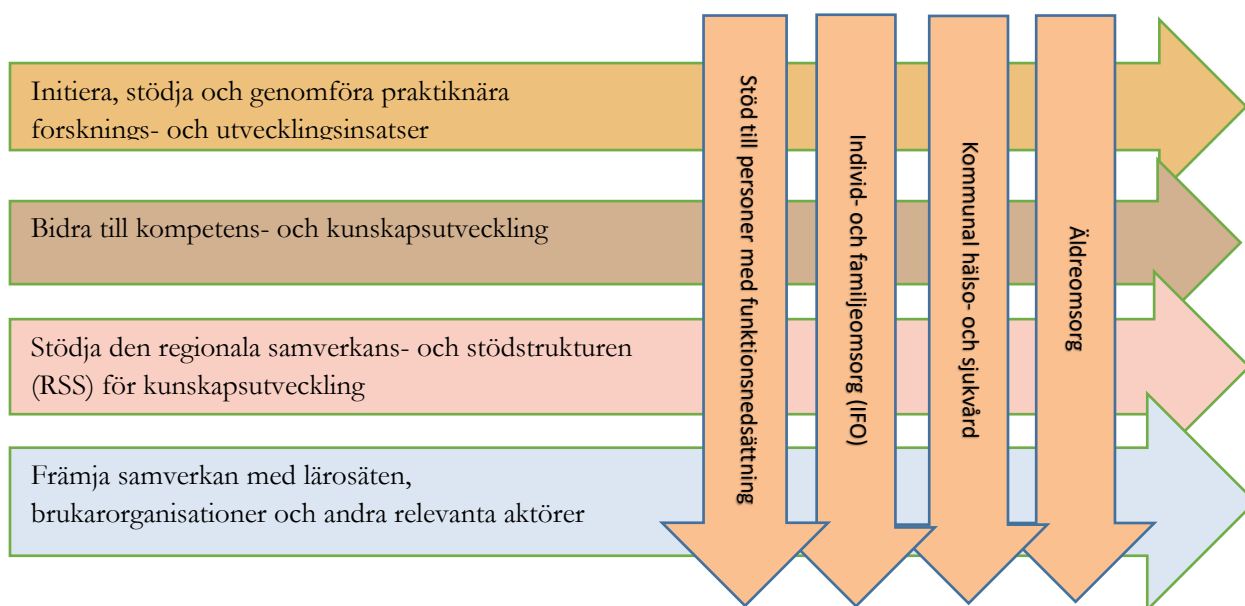 Initiera, stödja och genomföra praktiknära
forsknings- och utvecklingsinsatser
Bidra till kompetens- och kunskapsutveckling
Stödja den regionala samverkans- och stödstrukturen
(RSS) för kunskapsutveckling
Främja samverkan med lärosäten,
brukarorganisationer och andra relevanta aktörer
Stöd till personer med funktionsnedsättning
Individ- och familjeomsorg (IFO)
Kommunal hälso- och sjukvård
Äldreomsorg